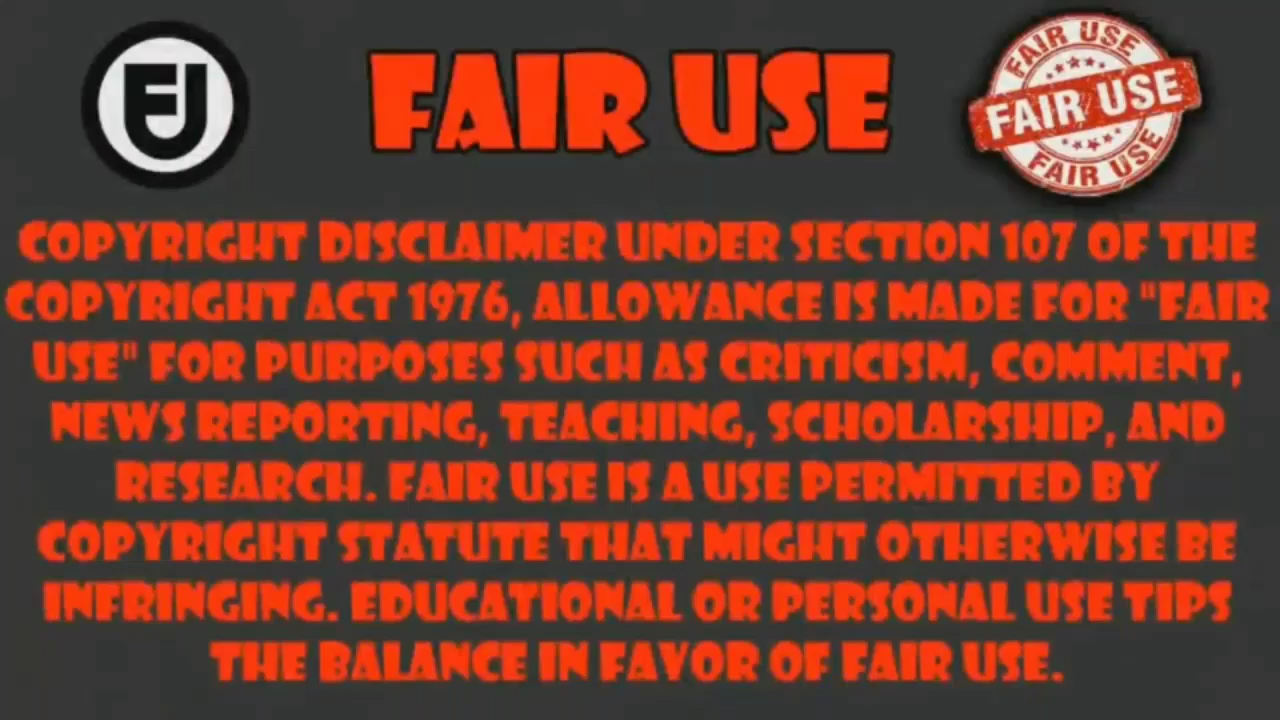 FU
FAIR USE
FAIR USE
FAIR USE
FAIR USE
COPYRIGHT DISCLAIMER UNDER SECTION 107 OF THE
COPYRIGHT ACT 1976, ALLOWANCE IS MADE FOR "FAIR
USE" FOR PURPOSES SUCH AS CRITICISM, COMMENT,
NEWS REPORTING, TEACHING, SCHOLARSHIP, AND
RESEARCH. FAIR USE IS A USE PERMITTED BY
COPYRIGHT STATUTE THAT MIGHT OTHERWISE BE
INFRINGING. EDUCATIONAL OR PERSONAL USE TIPS
THE BALANCE IN FAVOR OF FAIR USE.